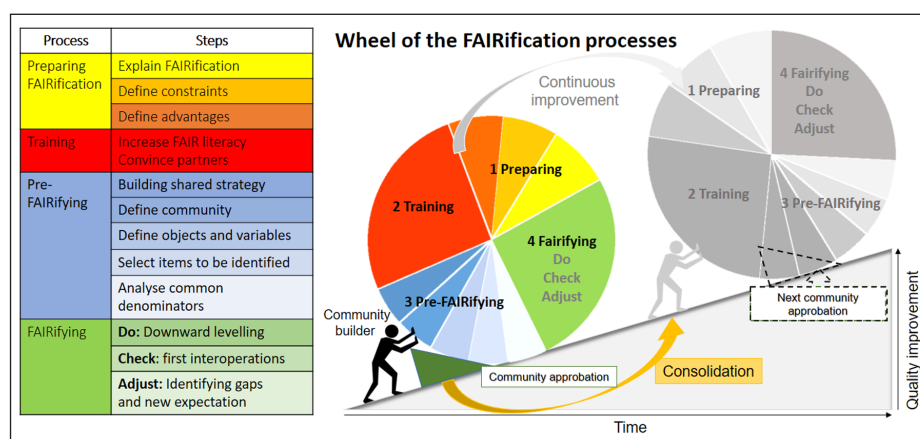 Process Steps
Preparing
FAIRification
Explain FAIRification
Define constraints
Define advantages
Training
Increase FAIR literacy
Convince partners
Pre-
FAIRifying
Building shared strategy
Define community
Define objects and variables
Select items to be identified
Analyse common
denominators
FAIRifying
Do: Downward levelling
Check: first interoperations
Adjust: Identifying gaps
and new expectation
Wheel of the FAIRification processes
Continuous
improvement
1 Preparing
2 Training
3 Pre-FAIRifying
4 Fairifying
Do
Check
Adjust
1 Preparing
4 Fairifying
Do
Check
Adjust
2 Training
3 Pre-FAIRifying
Community
builder
Community approbation
Consolidation
Next community
approbation
Time
Quality improvement